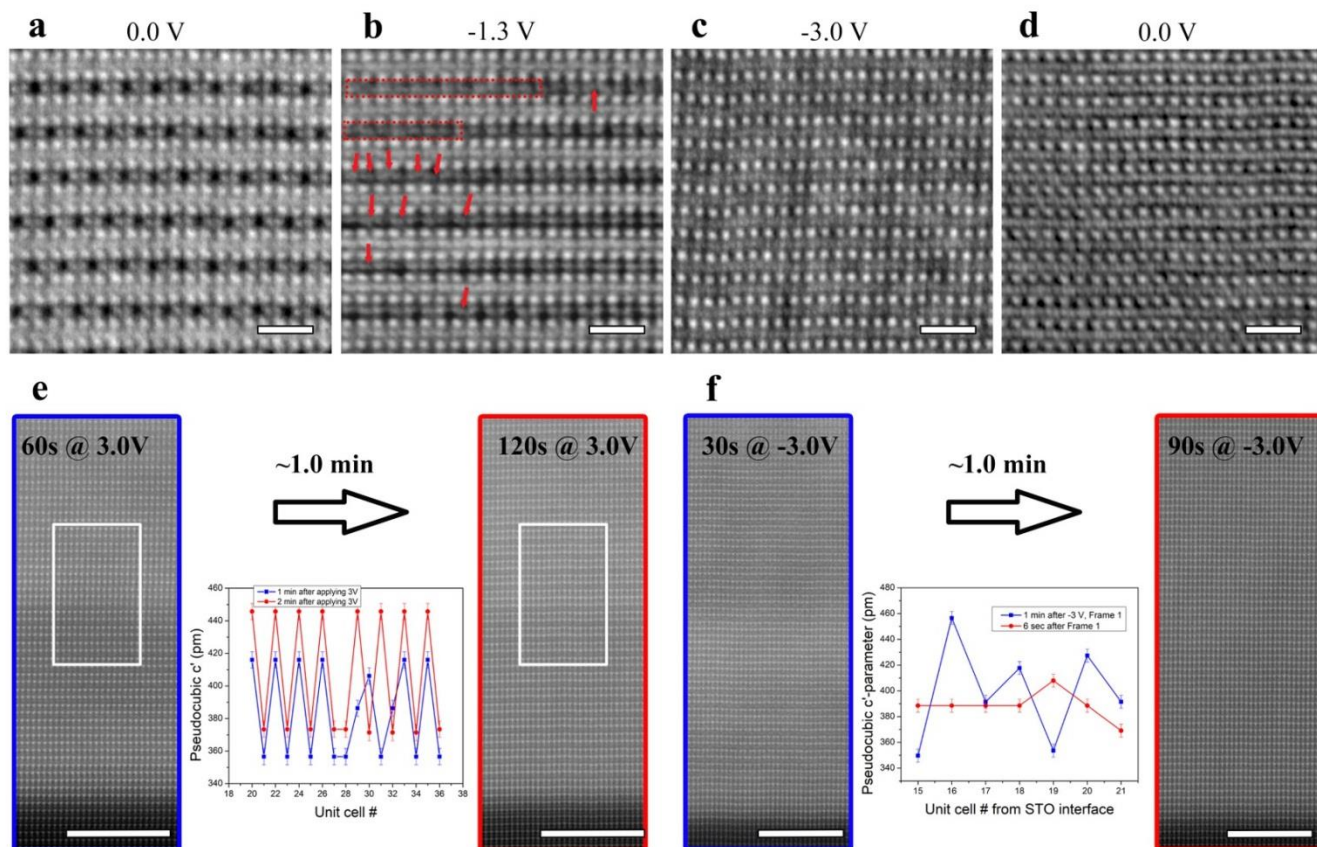 a
0.0 V
b
-1.3 V
c
-3.0 V
d
0.0 V
e
60s @ 3.0V
~1.0 min
120s @ 3.0V
Pseudocubic c' (pm)
460
440
420
400
380
360
340
1 min after applying 3V
2 min after applying 3V
18 20 22 24 26 28 30 32 34 36 38
Unit cell #
f
30s @ -3.0V
~1.0 min
90s @ -3.0V
Pseudocubic c'-parameter (pm)
480
460
440
420
400
380
360
340
1 min after -3 V, Frame 1
6 sec after Frame 1
15 16 17 18 19 20 21
Unit cell # from STO interface